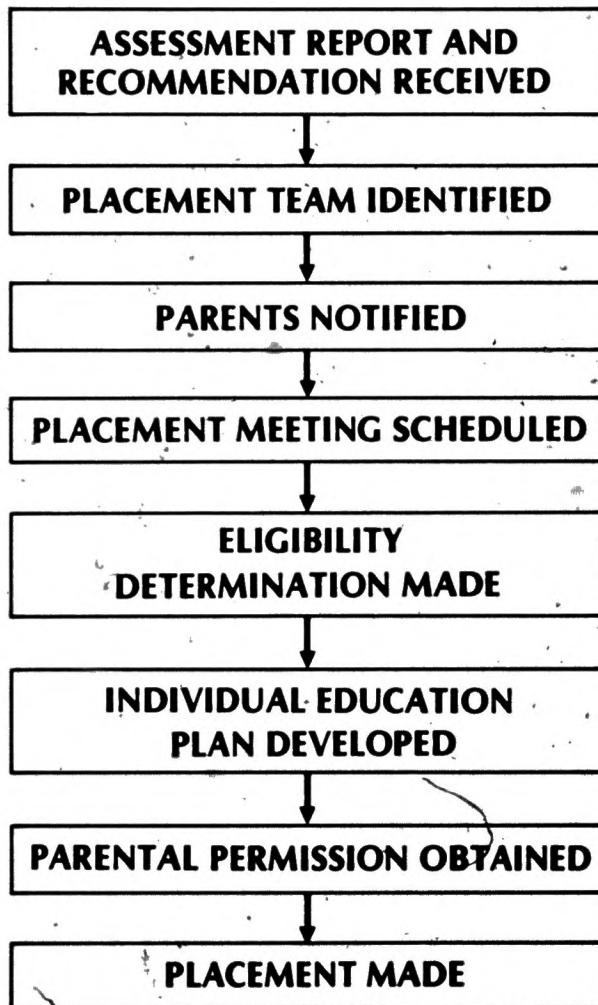 ASSESSMENT REPORT AND
RECOMMENDATION RECEIVED
PLACEMENT TEAM IDENTIFIED
PARENTS NOTIFIED
PLACEMENT MEETING SCHEDULED
ELIGIBILITY
DETERMINATION MADE
INDIVIDUAL EDUCATION
PLAN DEVELOPED
PARENTAL PERMISSION OBTAINED
PLACEMENT MADE